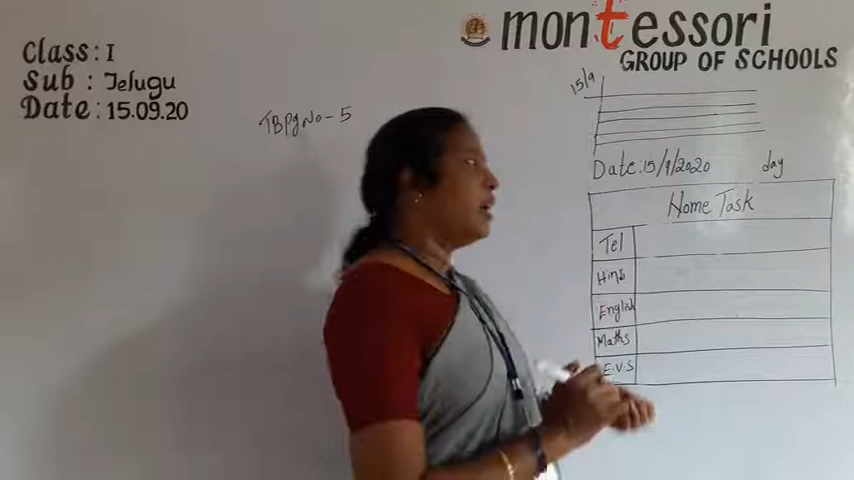 Class : I
Sub : Telugu
Date : 15.09.20
montessori
GROUP OF SCHOOLS
TBPgNo-5
15/9
Date:15/9/2020 day
Home Task
Tel
Hind
English
Maths
E.V.S